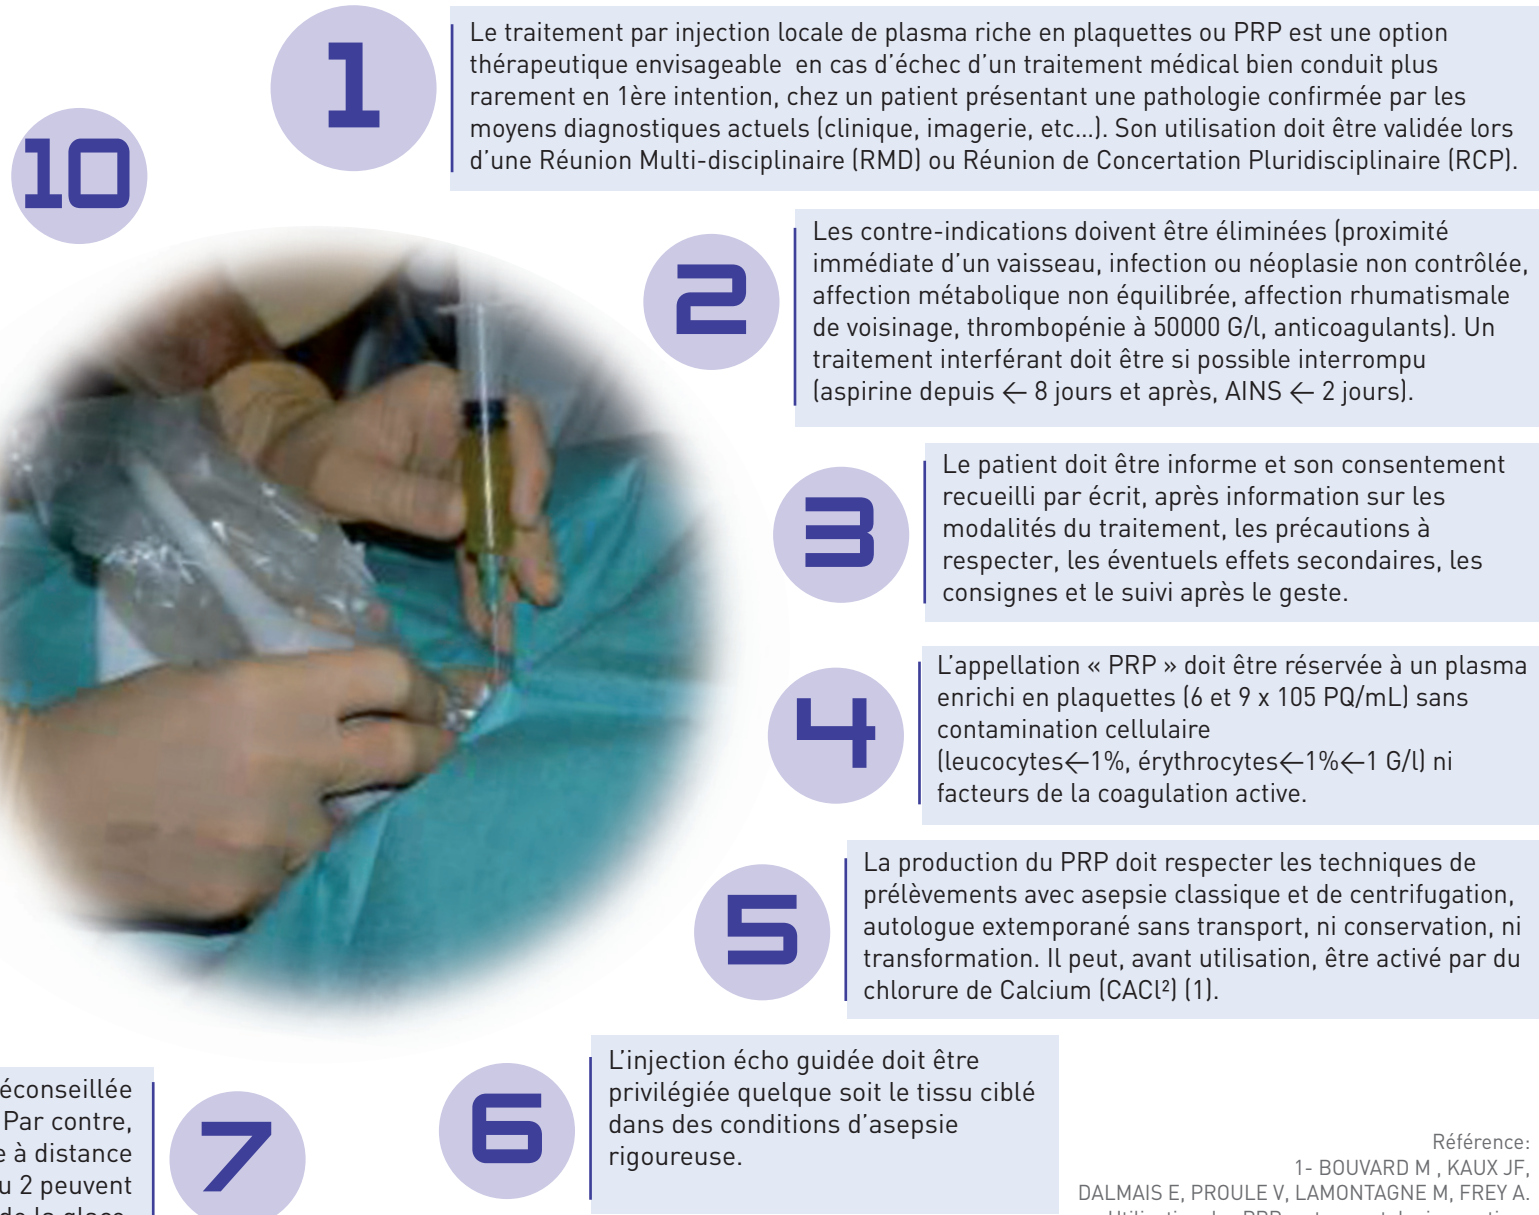 1
Le traitement par injection locale de plasma riche en plaquettes ou PRP est une option
thérapeutique envisageable en cas d’échec d’un traitement médical bien conduit plus
rarement en 1ère intention, chez un patient présentant une pathologie confirmée par les
moyens diagnostiques actuels (clinique, imagerie, etc...). Son utilisation doit être validée lors
d’une Réunion Multi-disciplinaire (RMD) ou Réunion de Concertation Pluridisciplinaire (RCP).
10
2
Les contre-indications doivent être éliminées (proximité
immédiate d’un vaisseau, infection ou néoplasie non contrôlée,
affection métabolique non équilibrée, affection rhumatismale
de voisinage, thrombopénie à 50000 G/l, anticoagulants). Un
traitement interférant doit être si possible interrompu
(aspirine depuis ← 8 jours et après, AINS ← 2 jours).
3
Le patient doit être informe et son consentement
recueilli par écrit, après information sur les
modalités du traitement, les précautions à
respecter, les éventuels effets secondaires, les
consignes et le suivi après le geste.
4
L’appellation « PRP » doit être réservée à un plasma
enrichi en plaquettes (6 et 9 x 105 PQ/mL) sans
contamination cellulaire
(leucocytes←1%, érythrocytes←1%←1 G/l) ni
facteurs de la coagulation active.
5
La production du PRP doit respecter les techniques de
prélèvements avec asepsie classique et de centrifugation,
autologue extemporané sans transport, ni conservation, ni
transformation. Il peut, avant utilisation, être activé par du
chlorure de Calcium (CACl²) (1).
6
L’injection écho guidée doit être
privilégiée quelque soit le tissu ciblé
dans des conditions d’asepsie
rigoureuse.
7
éconseillée
Par contre,
e à distance
u 2 peuvent
de la glace
Référence:
1- BOUVARD M , KAUX JF,
DALMAIS E, PROULE V, LAMONTAGNE M, FREY A.